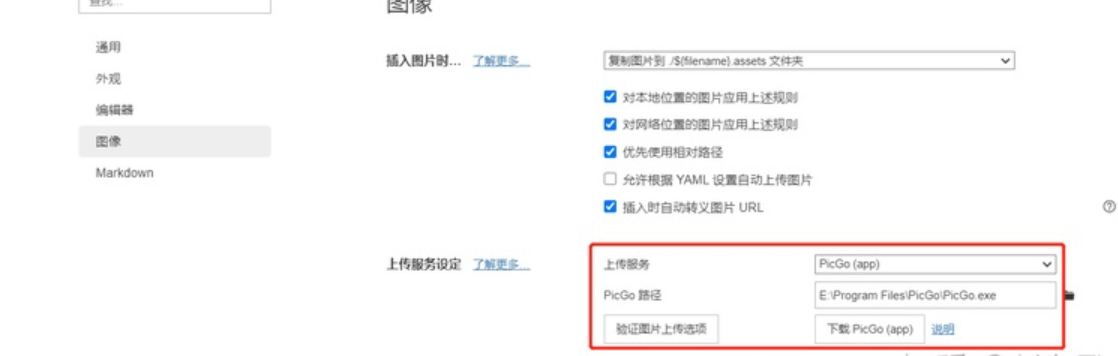 图像
查找...
通用
外观
编辑器
图像
Markdown
插入图片时... 了解更多... 复制图片到 ./${filename}.assets 文件夹
对本地位置的图片应用上述规则
对网络位置的图片应用上述规则
优先使用相对路径
允许根据 YAML 设置自动上传图片
插入时自动转义图片 URL
上传服务设定 了解更多... 上传服务 PicGo (app)
PicGo 路径 E:\Program Files\PicGo\PicGo.exe
验证图片上传选项 下载 PicGo (app) 说明